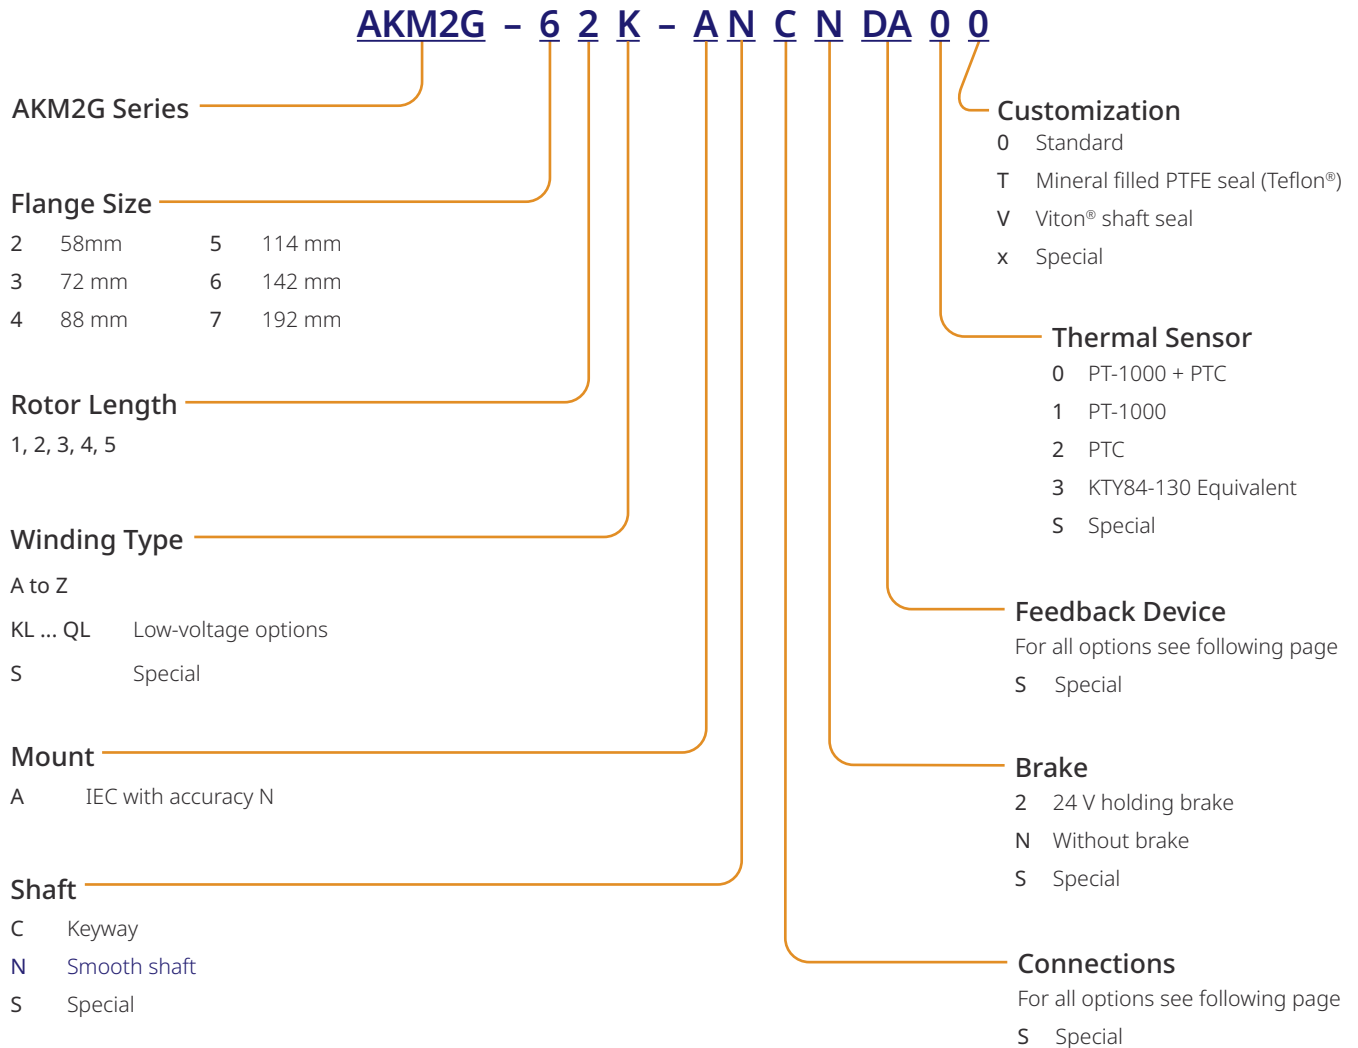 AKM2G – 6 2 K – A N C N DA 0 0
AKM2G Series
Flange Size
2 58mm 5 114 mm
3 72 mm 6 142 mm
4 88 mm 7 192 mm
Rotor Length
1, 2, 3, 4, 5
Winding Type
A to Z
KL ... QL Low-voltage options
S Special
Mount
A IEC with accuracy N
Shaft
C Keyway
N Smooth shaft
S Special
Customization
0 Standard
T Mineral filled PTFE seal (Teflon®)
V Viton® shaft seal
x Special
Thermal Sensor
0 PT-1000 + PTC
1 PT-1000
2 PTC
3 KTY84-130 Equivalent
S Special
Feedback Device
For all options see following page
S Special
Brake
2 24 V holding brake
N Without brake
S Special
Connections
For all options see following page
S Special